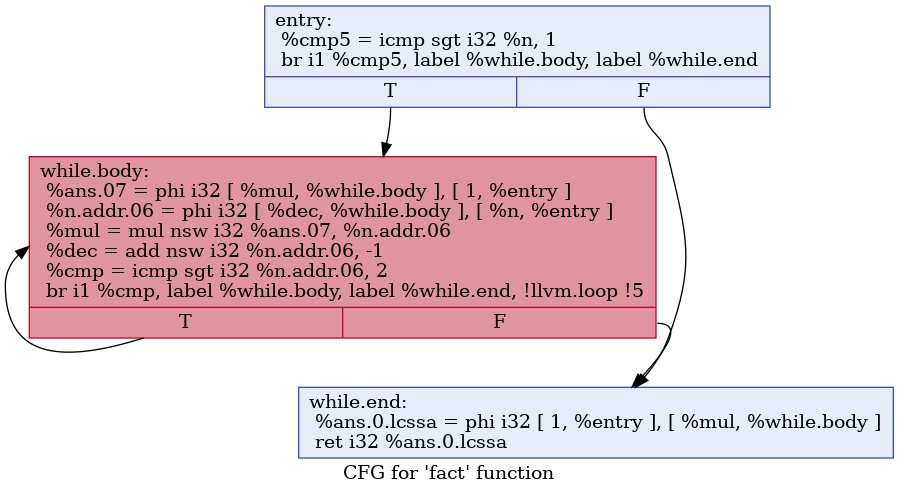 entry:
%cmp5 = icmp sgt i32 %n, 1
br i1 %cmp5, label %while.body, label %while.end
T F
while.body:
%ans.07 = phi i32 [ %mul, %while.body ], [ 1, %entry ]
%n.addr.06 = phi i32 [ %dec, %while.body ], [ %n, %entry ]
%mul = mul nsw i32 %ans.07, %n.addr.06
%dec = add nsw i32 %n.addr.06, -1
%cmp = icmp sgt i32 %n.addr.06, 2
br i1 %cmp, label %while.body, label %while.end, !llvm.loop !5
T F
while.end:
%ans.0.lcssa = phi i32 [ 1, %entry ], [ %mul, %while.body ]
ret i32 %ans.0.lcssa
CFG for 'fact' function